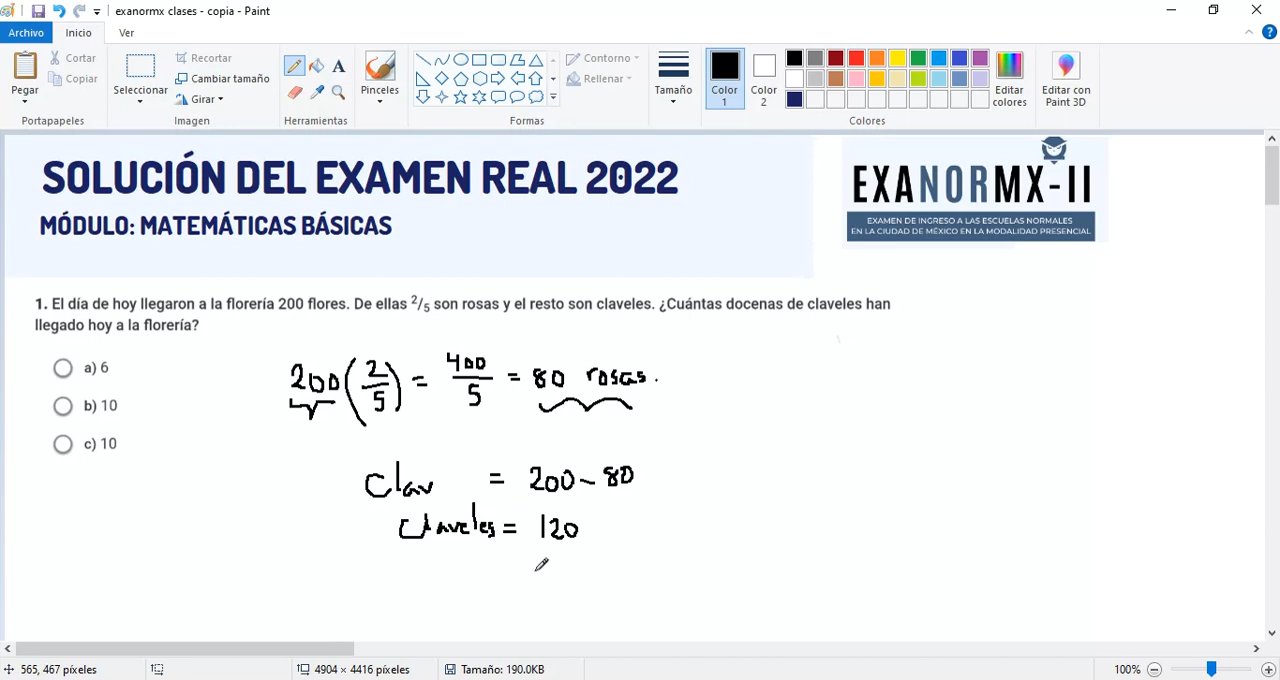 exanormx clases - copia - Paint
Archivo Inicio Ver
Pegar
Cortar
Copiar
Portapapeles
Seleccionar
Recortar
Cambiar tamaño
Girar
Imagen
A
Herramientas
Pinceles
Contorno
Rellenar
Formas
Tamaño
Color 1
Color 2
Editar colores
Editar con Paint 3D
Colores
SOLUCIÓN DEL EXAMEN REAL 2022
MÓDULO: MATEMÁTICAS BÁSICAS
EXANORMX-II
EXAMEN DE INGRESO A LAS ESCUELAS NORMALES
EN LA CIUDAD DE MÉXICO EN LA MODALIDAD PRESENCIAL
1. El día de hoy llegaron a la florería 200 flores. De ellas 2/5 son rosas y el resto son claveles. ¿Cuántas docenas de claveles han
llegado hoy a la florería?
a) 6
b) 10
c) 10
200 (2/5) = 400/5 = 80 rosas.
Clav = 200 - 80
Claveles = 120
565, 467 píxeles
4904 × 4416 píxeles
Tamaño: 190.0KB
100%